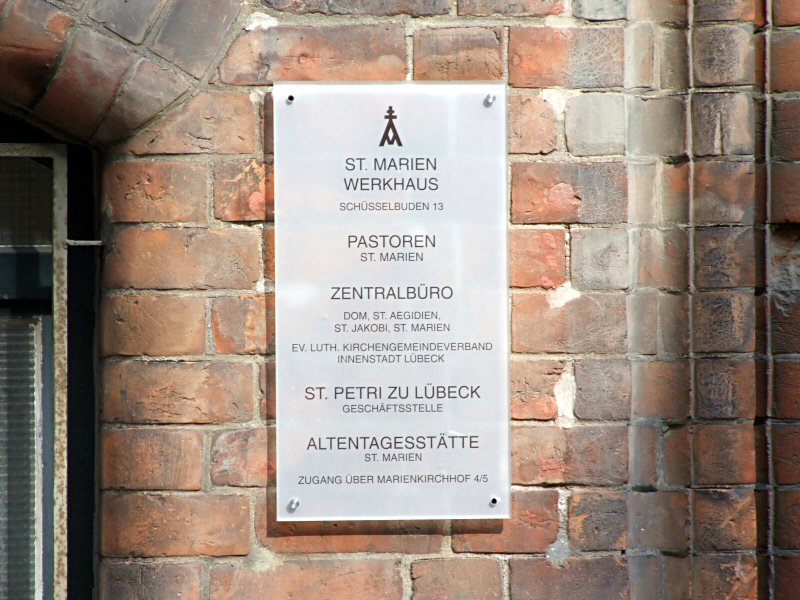 ST. MARIEN
WERKHAUS
SCHÜSSELBUDEN 13
PASTOREN
ST. MARIEN
ZENTRALBÜRO
DOM, ST. AEGIDIEN,
ST. JAKOBI, ST. MARIEN
EV. LUTH. KIRCHENGEMEINDEVERBAND
INNENSTADT LÜBECK
ST. PETRI ZU LÜBECK
GESCHÄFTSSTELLE
ALTENTAGESSTÄTTE
ST. MARIEN
ZUGANG ÜBER MARIENKIRCHHOF 4/5